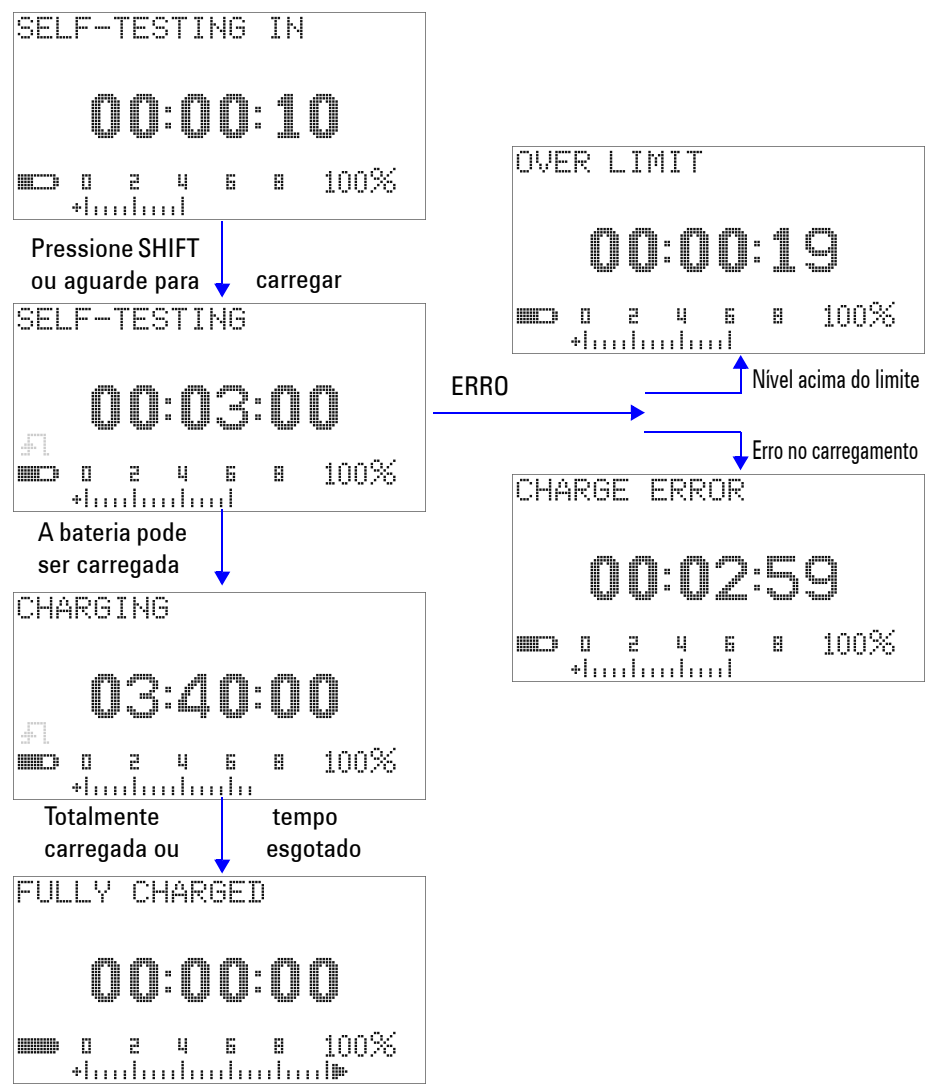 SELF-TESTING IN
00:00:10
0 2 4 6 8 100%
Pressione SHIFT
ou aguarde para carregar
SELF-TESTING
00:03:00
0 2 4 6 8 100%
A bateria pode
ser carregada
CHARGING
03:40:00
0 2 4 6 8 100%
Totalmente tempo
carregada ou esgotado
FULLY CHARGED
00:00:00
0 2 4 6 8 100%
ERRO
OVER LIMIT
00:00:19
0 2 4 6 8 100%
Nível acima do limite
Erro no carregamento
CHARGE ERROR
00:02:59
0 2 4 6 8 100%